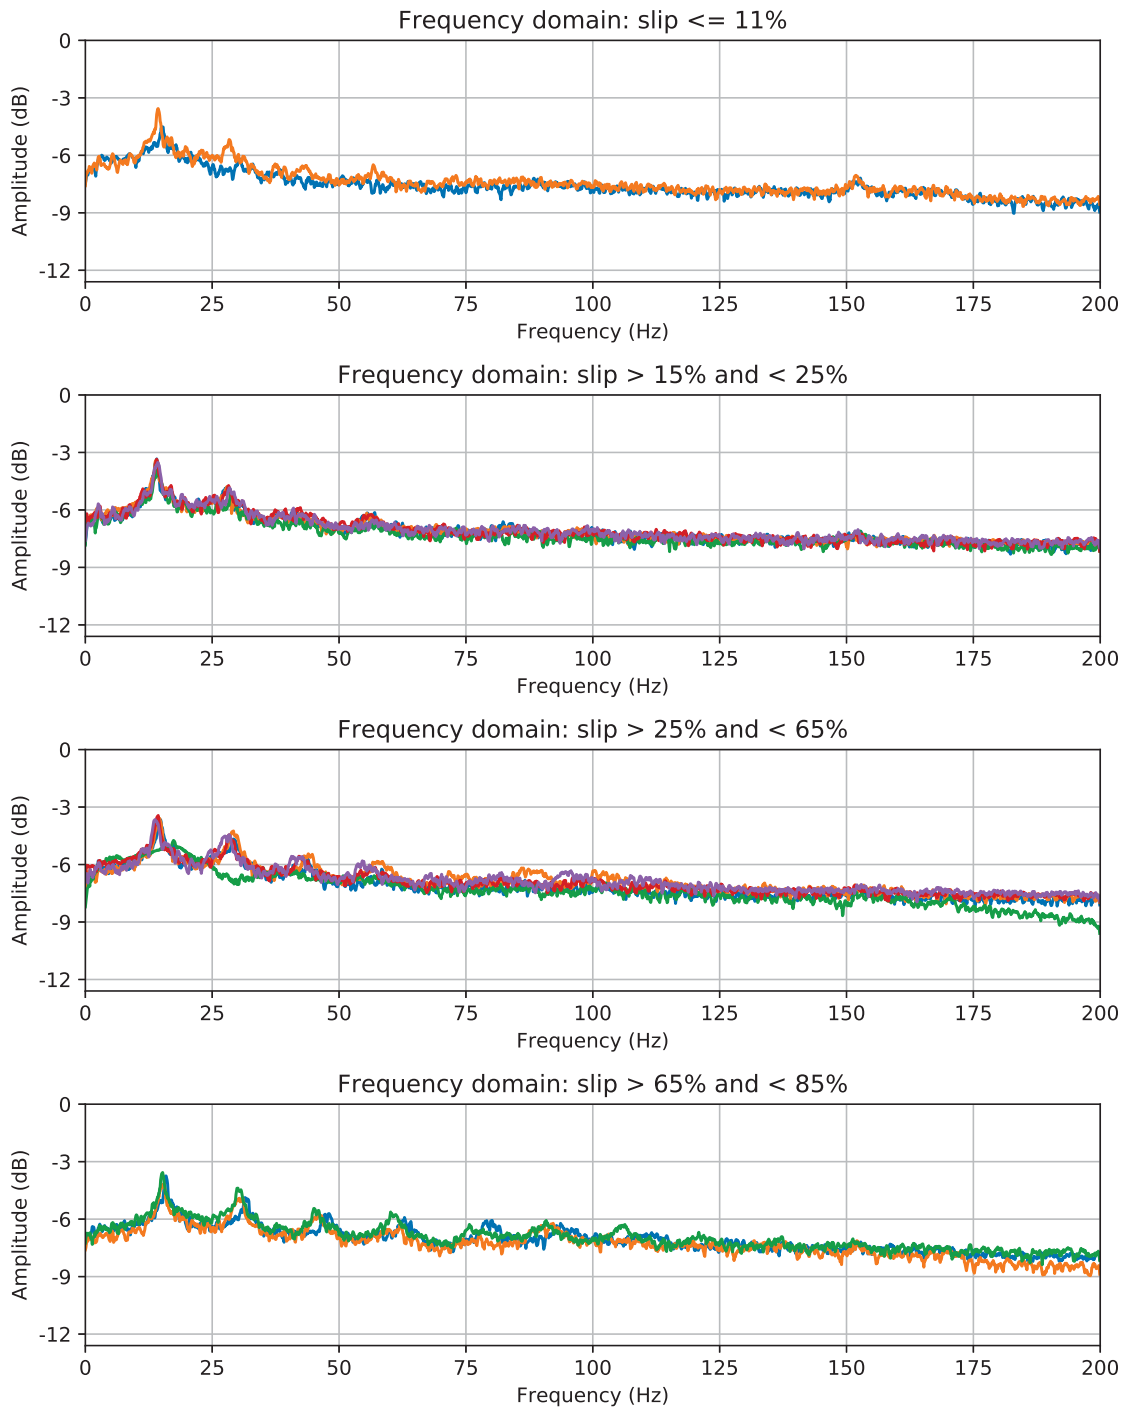 Frequency domain: slip <= 11%
0
-3
-6
-9
-12
Amplitude (dB)
0 25 50 75 100 125 150 175 200
Frequency (Hz)
Frequency domain: slip > 15% and < 25%
0
-3
-6
-9
-12
Amplitude (dB)
0 25 50 75 100 125 150 175 200
Frequency (Hz)
Frequency domain: slip > 25% and < 65%
0
-3
-6
-9
-12
Amplitude (dB)
0 25 50 75 100 125 150 175 200
Frequency (Hz)
Frequency domain: slip > 65% and < 85%
0
-3
-6
-9
-12
Amplitude (dB)
0 25 50 75 100 125 150 175 200
Frequency (Hz)